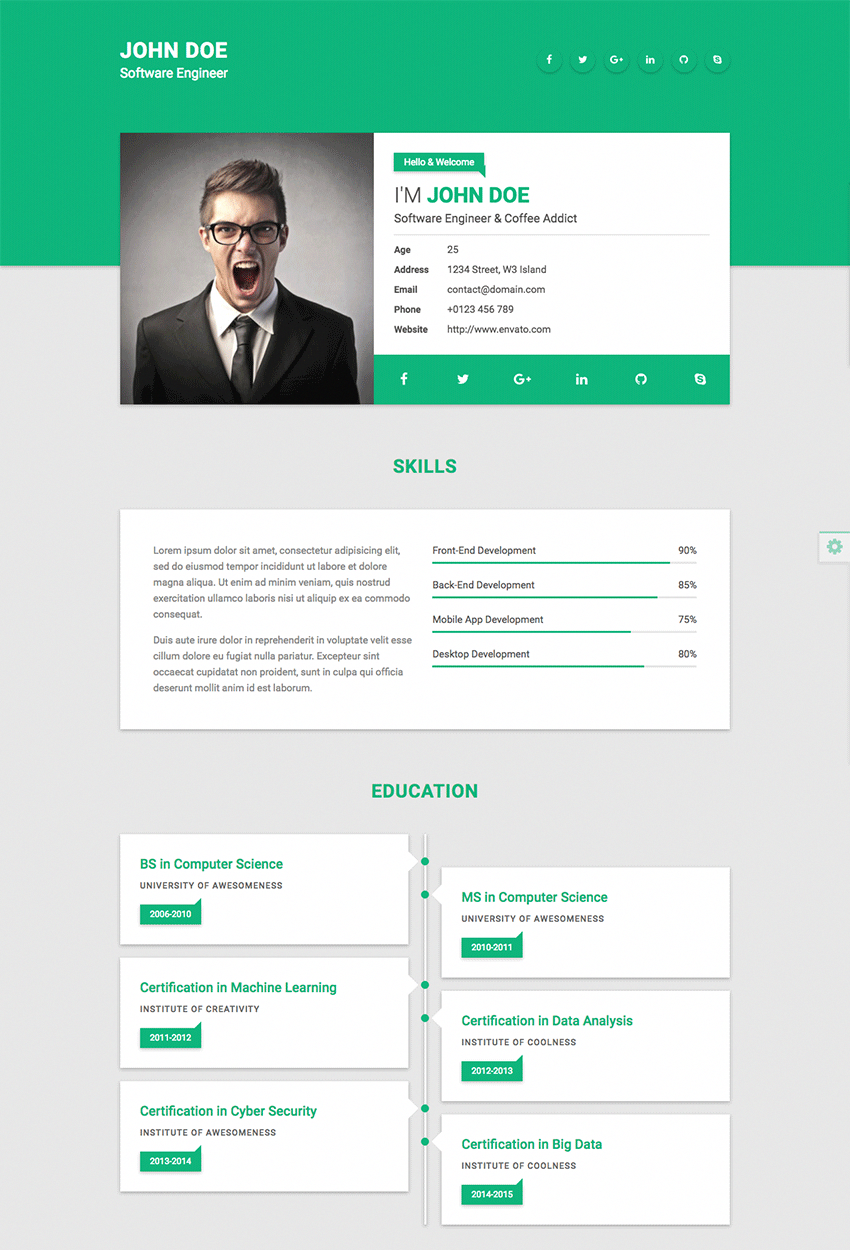 JOHN DOE
Software Engineer
Hello & Welcome
I'M JOHN DOE
Software Engineer & Coffee Addict
Age 25
Address 1234 Street, W3 Island
Email contact@domain.com
Phone +0123 456 789
Website http://www.envato.com
SKILLS
Lorem ipsum dolor sit amet, consectetur adipisicing elit,
sed do eiusmod tempor incididunt ut labore et dolore
magna aliqua. Ut enim ad minim veniam, quis nostrud
exercitation ullamco laboris nisi ut aliquip ex ea commodo
consequat.
Duis aute irure dolor in reprehenderit in voluptate velit esse
cillum dolore eu fugiat nulla pariatur. Excepteur sint
occaecat cupidatat non proident, sunt in culpa qui officia
deserunt mollit anim id est laborum.
Front-End Development 90%
Back-End Development 85%
Mobile App Development 75%
Desktop Development 80%
EDUCATION
BS in Computer Science
UNIVERSITY OF AWESOMENESS
2006-2010
MS in Computer Science
UNIVERSITY OF AWESOMENESS
2010-2011
Certification in Machine Learning
INSTITUTE OF CREATIVITY
2011-2012
Certification in Data Analysis
INSTITUTE OF COOLNESS
2012-2013
Certification in Cyber Security
INSTITUTE OF AWESOMENESS
2013-2014
Certification in Big Data
INSTITUTE OF COOLNESS
2014-2015